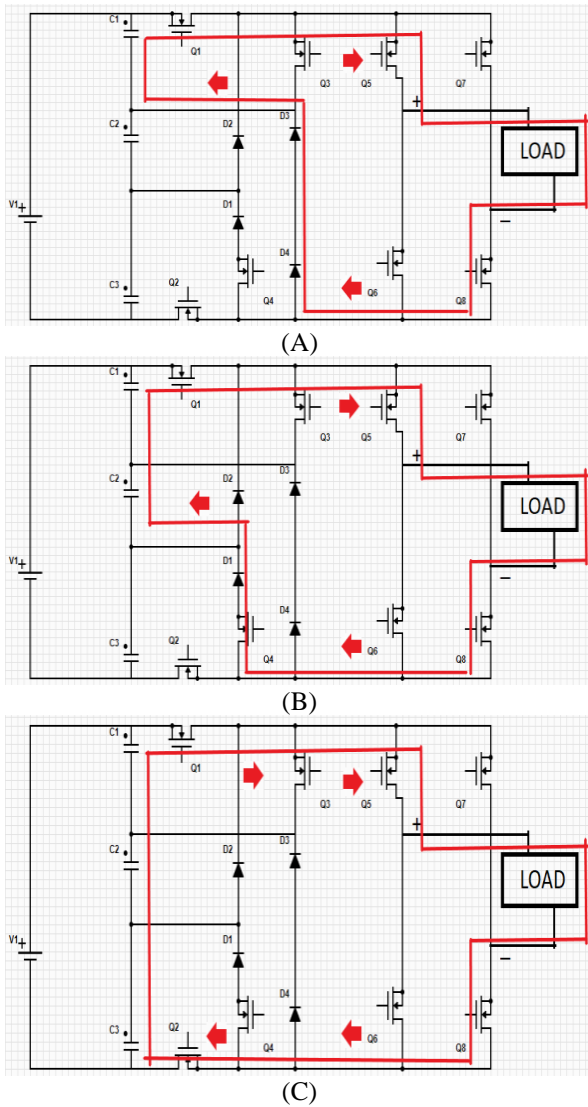 C1
Q1
Q3
Q5
Q7
+
C2
D2
D3
LOAD
V1 +
D1
−
D4
C3
Q2
Q4
Q6
Q8
(A)
C1
Q1
Q3
Q5
Q7
+
C2
D2
D3
LOAD
V1 +
D1
−
D4
C3
Q2
Q4
Q6
Q8
(B)
C1
Q1
Q3
Q5
Q7
+
C2
D2
D3
LOAD
V1 +
D1
−
D4
C3
Q2
Q4
Q6
Q8
(C)